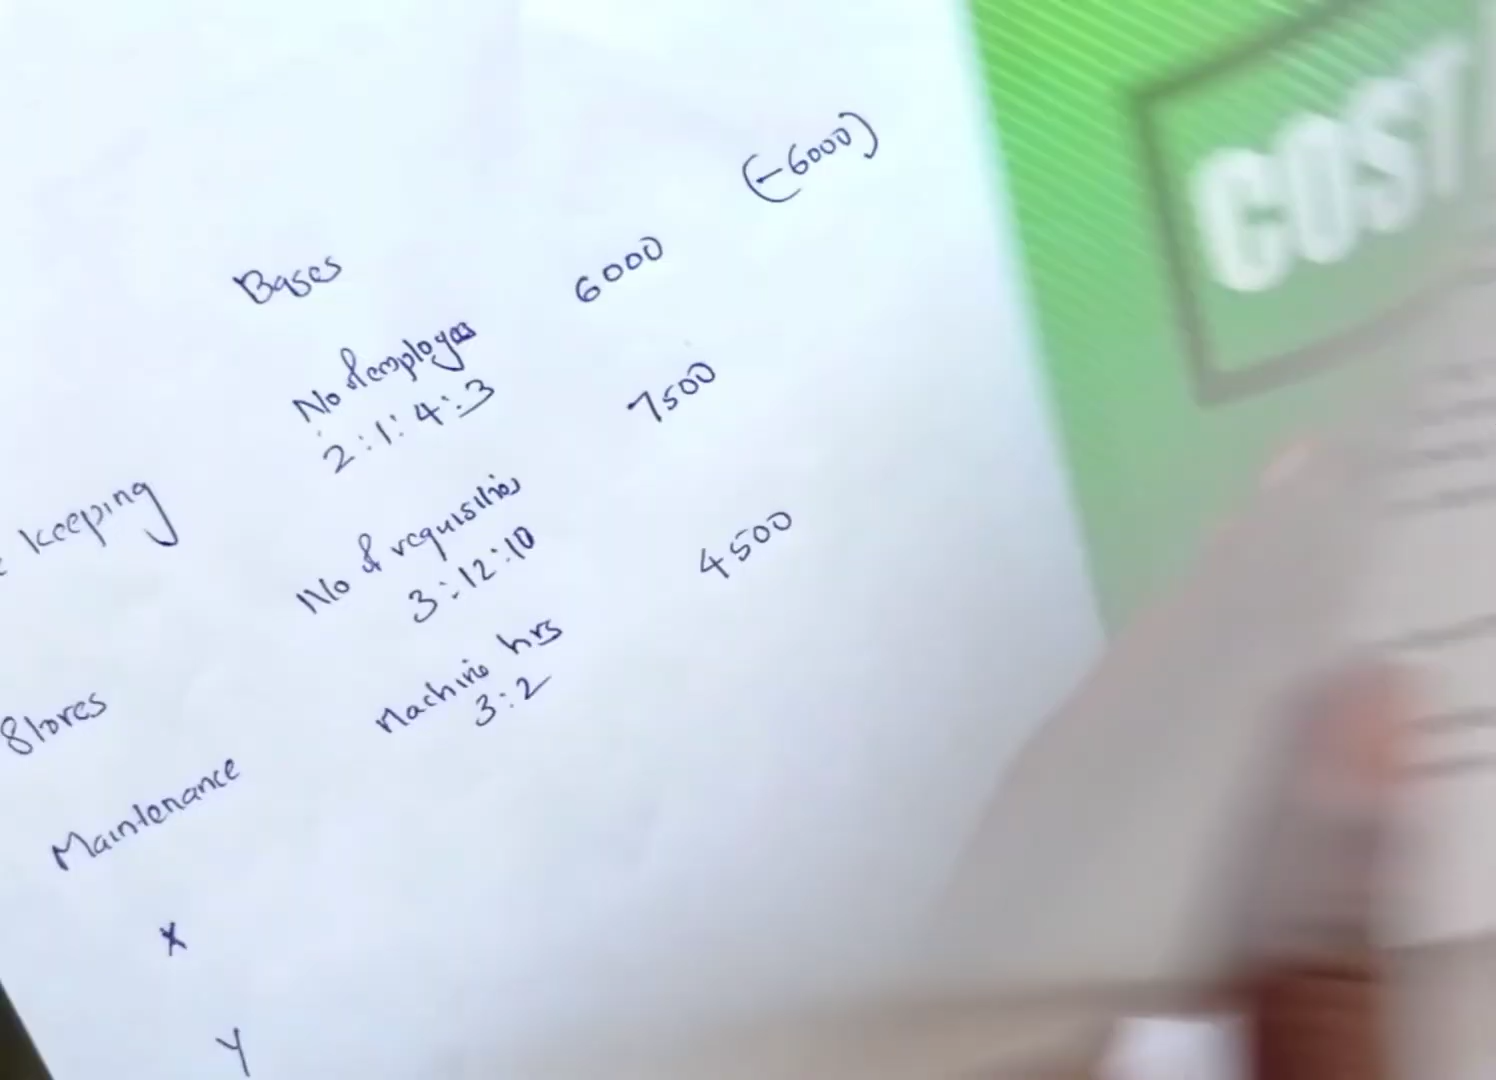 (-6000)
Bases
6000
No of employees
2:1:4:3
7500
keeping
No of requisitios
3:12:10
4500
Stores
Machine hrs
3:2
Maintenance
X
Y
COST